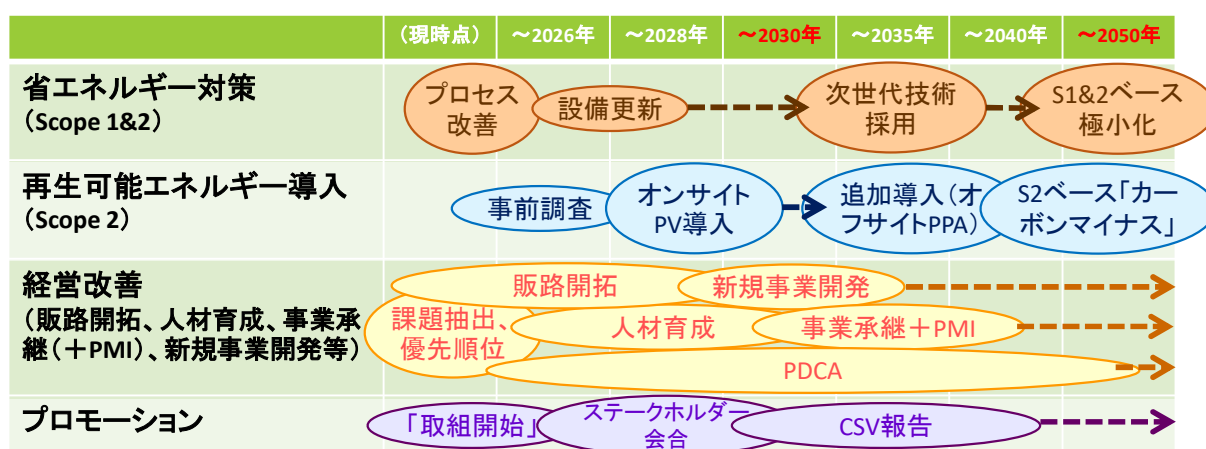 （現時点） ～2026年 ～2028年 ～2030年 ～2035年 ～2040年 ～2050年
省エネルギー対策
（Scope 1&2）
プロセス
改善
設備更新
次世代技術
採用
S1&2ベース
極小化
再生可能エネルギー導入
（Scope 2）
事前調査
オンサイト
PV導入
追加導入（オ
フサイトPPA）
S2ベース「カー
ボンマイナス」
経営改善
（販路開拓、人材育成、事業承
継（＋PMI）、新規事業開発等）
課題抽出、
優先順位
販路開拓
新規事業開発
人材育成
事業承継＋PMI
PDCA
プロモーション
「取組開始」
ステークホルダー
会合
CSV報告